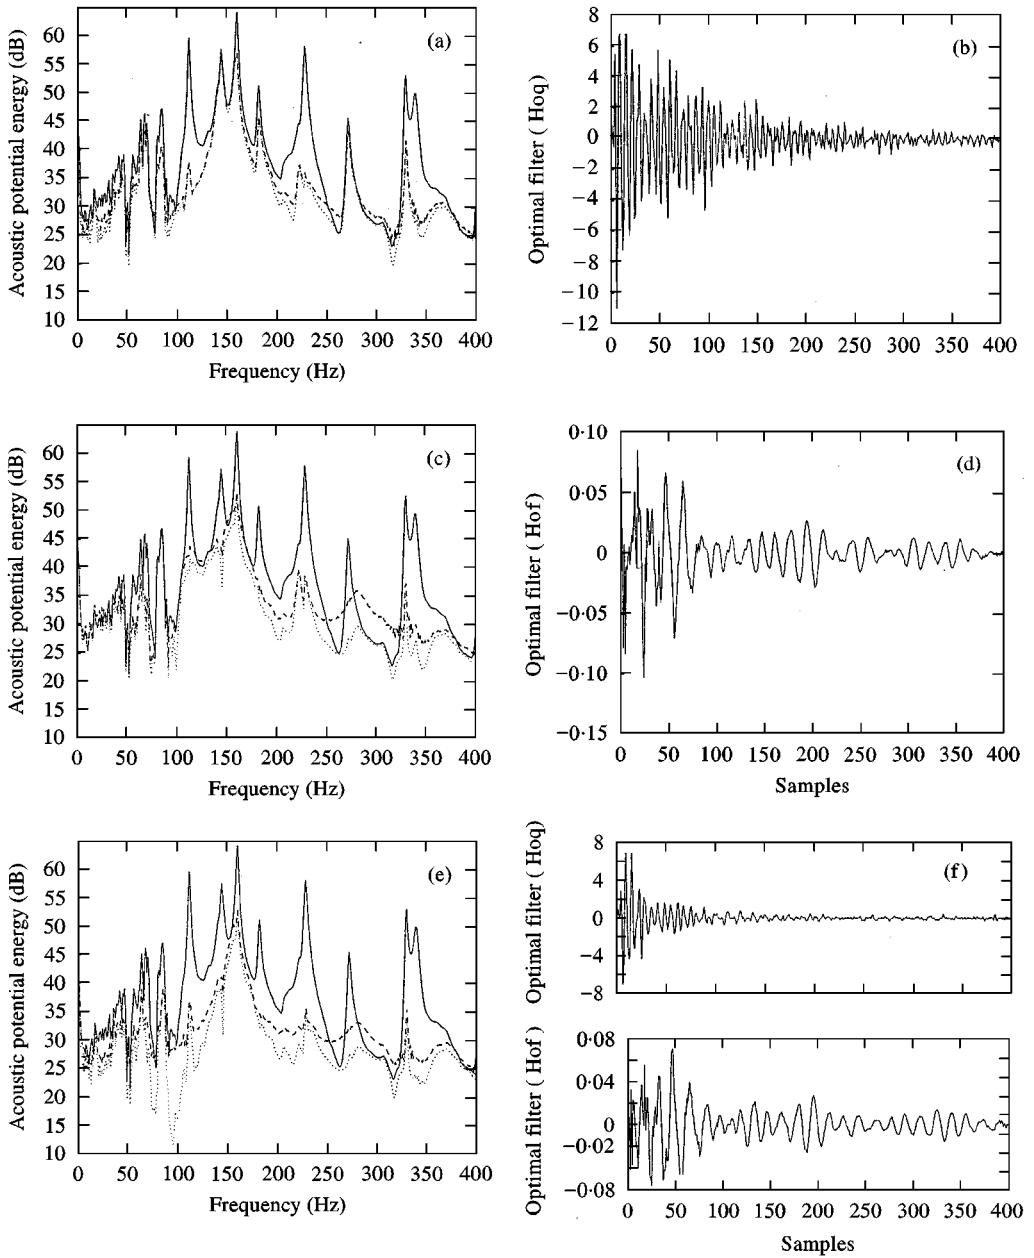 Acoustic potential energy (dB)
60
55
50
45
40
35
30
25
20
15
10
(a)
0 50 100 150 200 250 300 350 400
Frequency (Hz)
Optimal filter ( Hoq)
8
6
4
2
0
−2
−4
−6
−8
−10
−12
(b)
0 50 100 150 200 250 300 350 400
Acoustic potential energy (dB)
60
55
50
45
40
35
30
25
20
15
10
(c)
0 50 100 150 200 250 300 350 400
Frequency (Hz)
Optimal filter ( Hof)
0·10
0·05
0
−0·05
−0·10
−0·15
(d)
0 50 100 150 200 250 300 350 400
Samples
Acoustic potential energy (dB)
60
55
50
45
40
35
30
25
20
15
10
(e)
0 50 100 150 200 250 300 350 400
Frequency (Hz)
Optimal filter ( Hoq)
8
4
0
−4
−8
(f)
Optimal filter ( Hof )
0·08
0·04
0
−0·02
−0·08
0 50 100 150 200 250 300 350 400
Samples